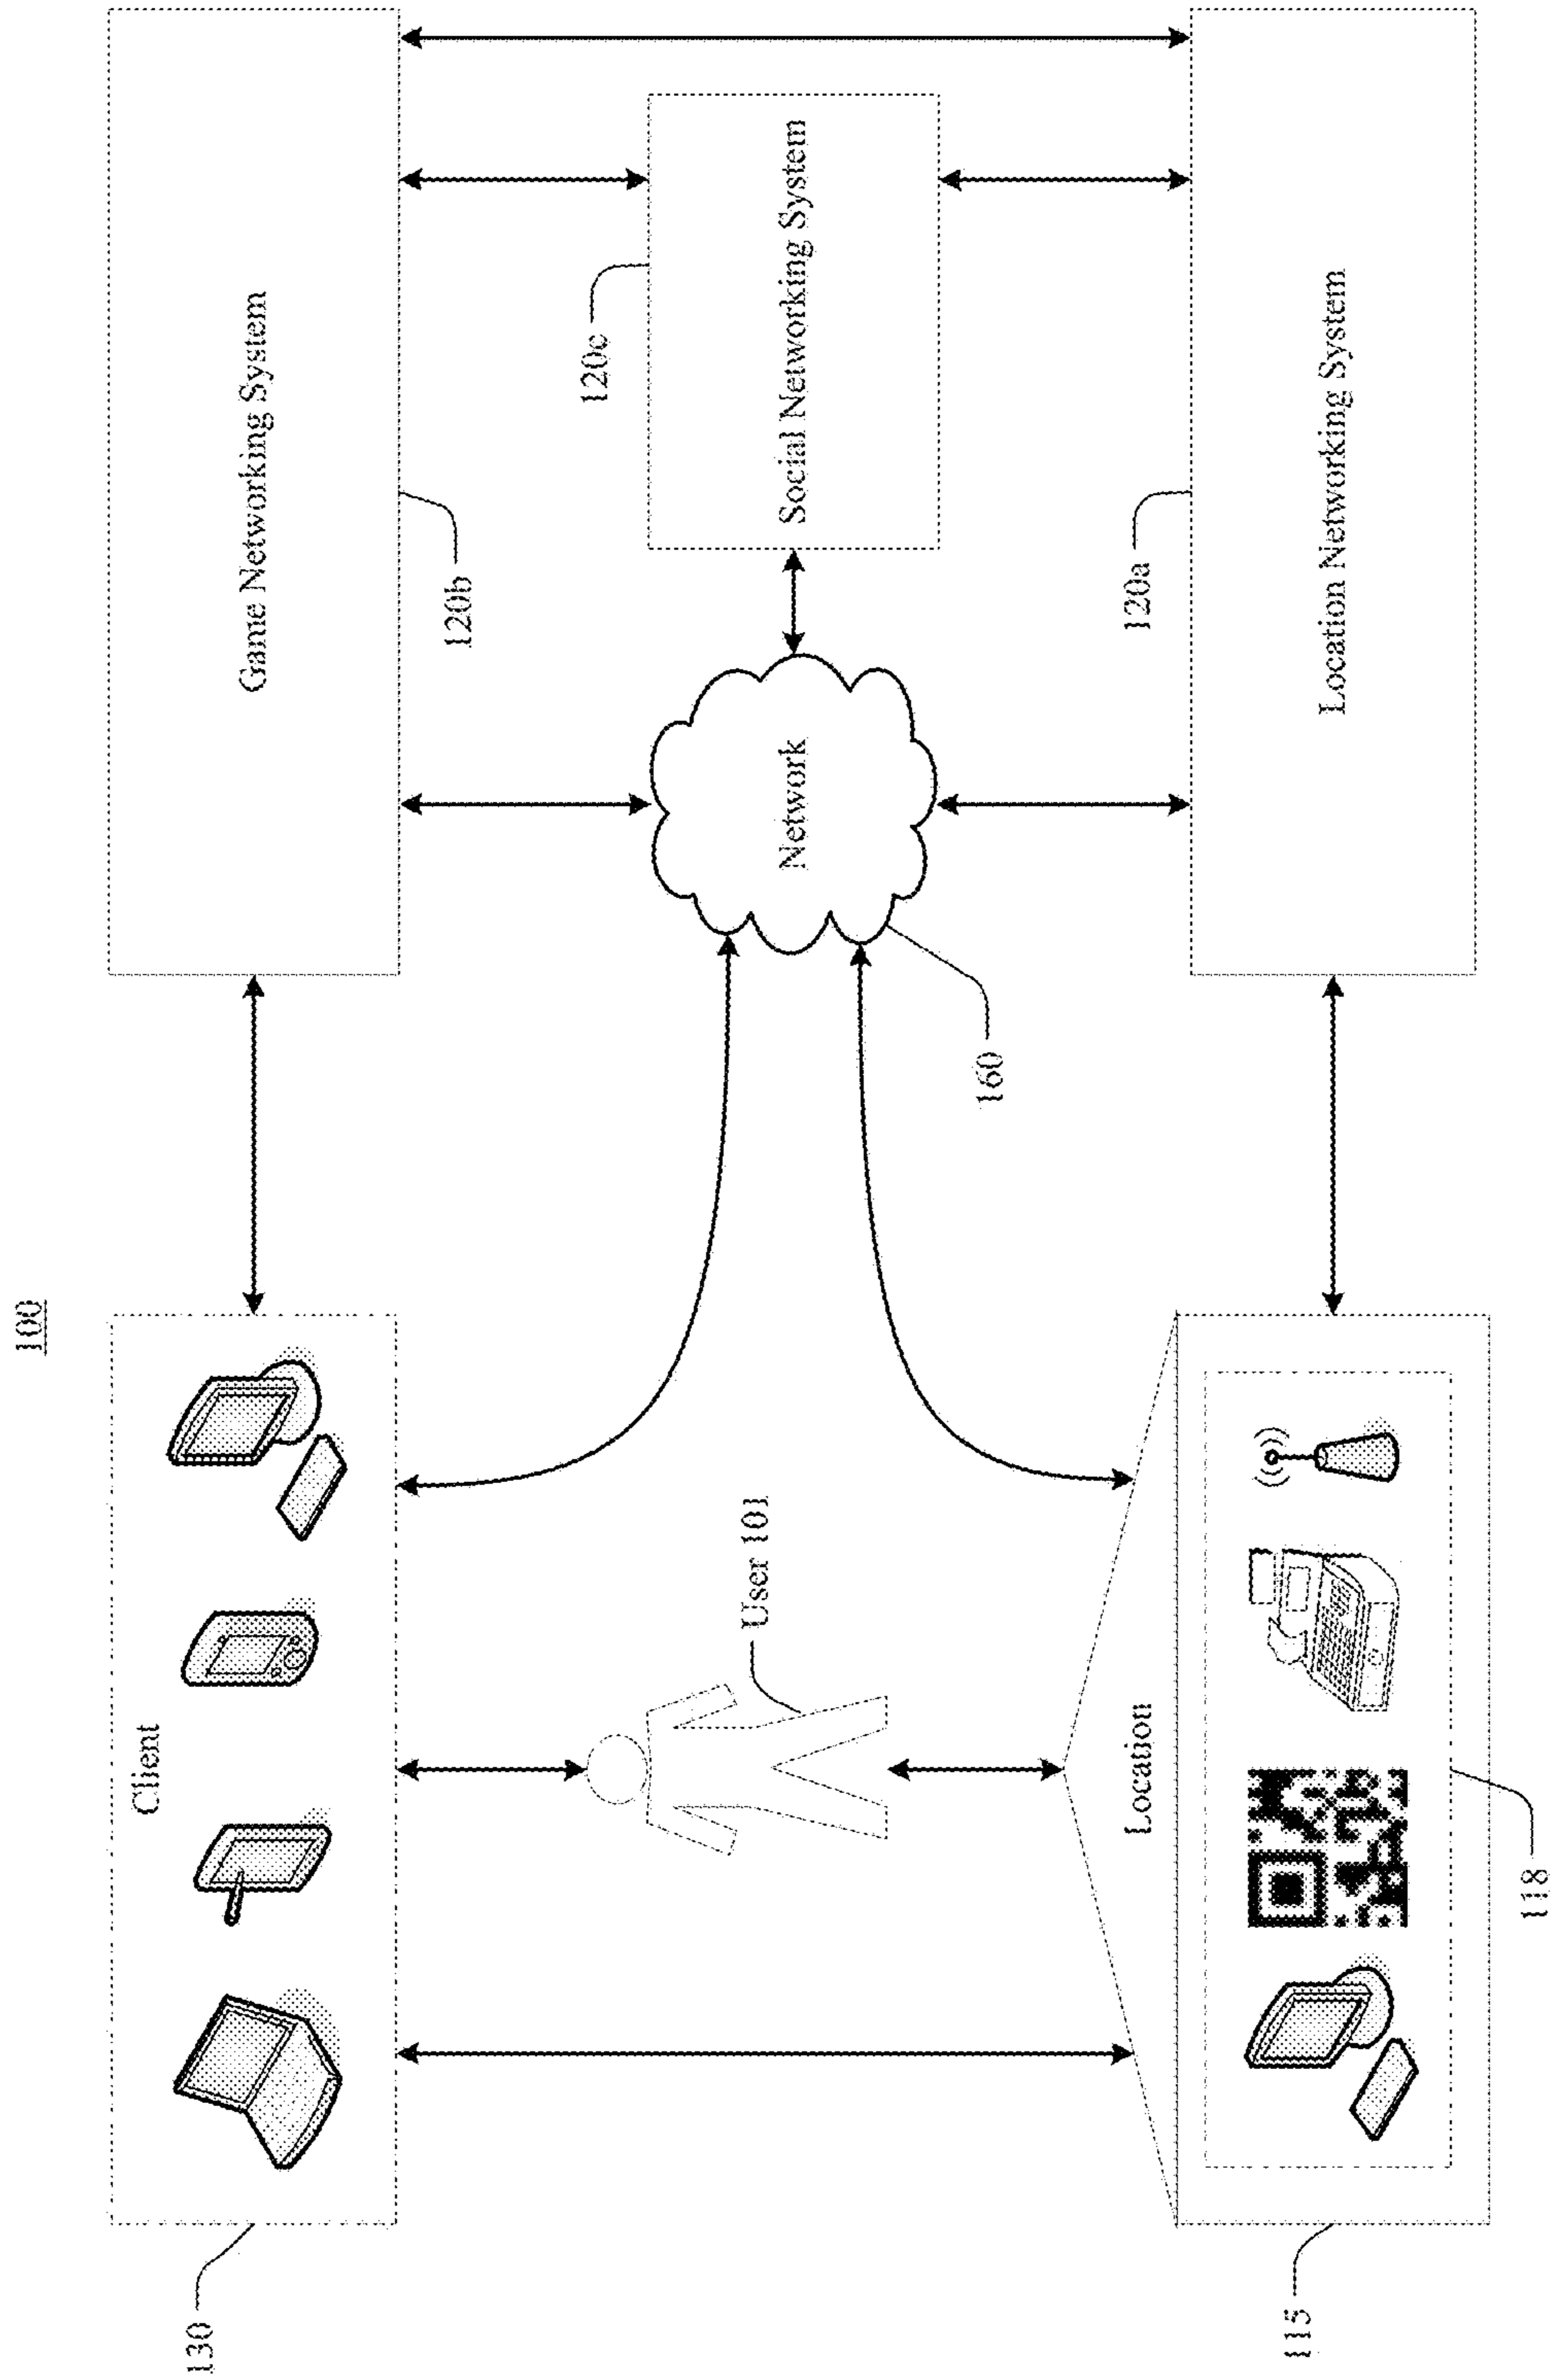 100
130
Client
Game Networking System
120b
120c
Social Networking System
Network
160
User 101
120a
Location
Location Networking System
115
118